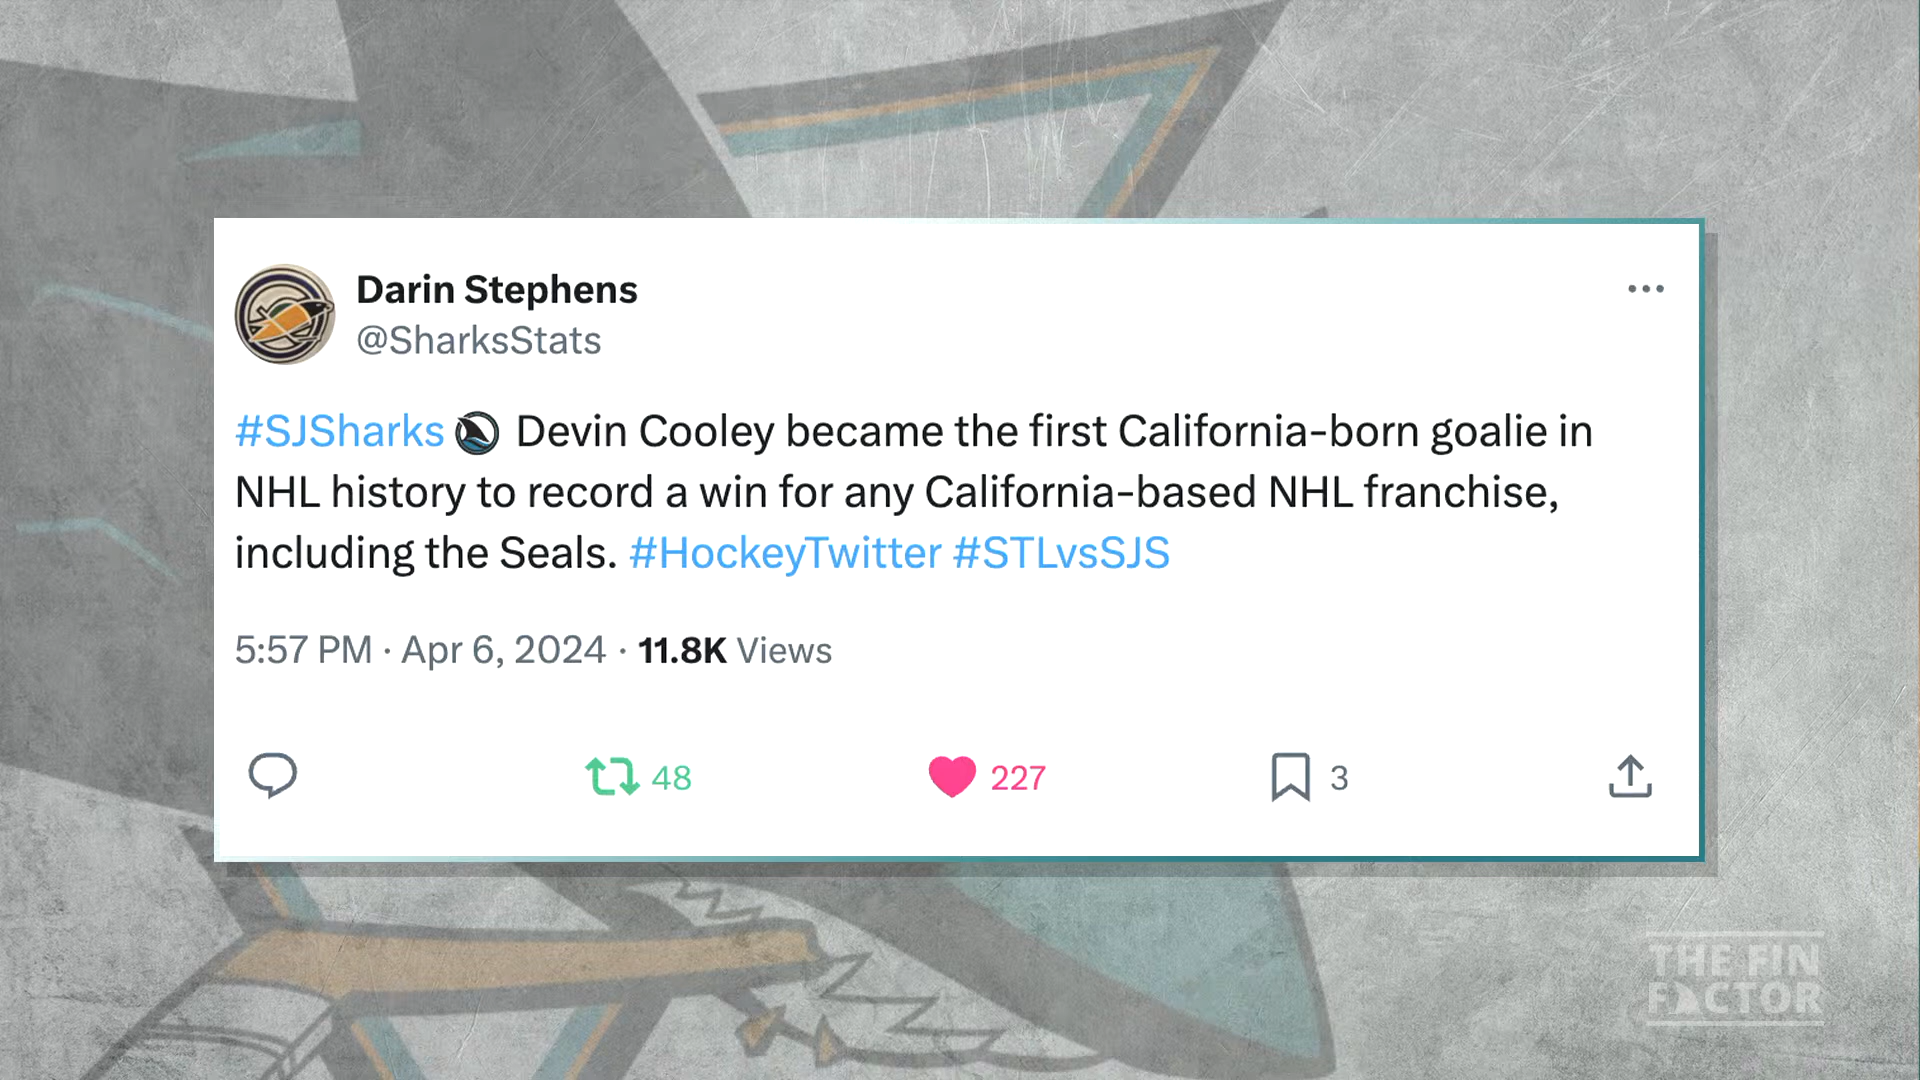 Darin Stephens
@SharksStats
#SJSharks Devin Cooley became the first California-born goalie in
NHL history to record a win for any California-based NHL franchise,
including the Seals. #HockeyTwitter #STLvsSJS
5:57 PM · Apr 6, 2024 · 11.8K Views
48 227 3
THE FIN
FACTOR